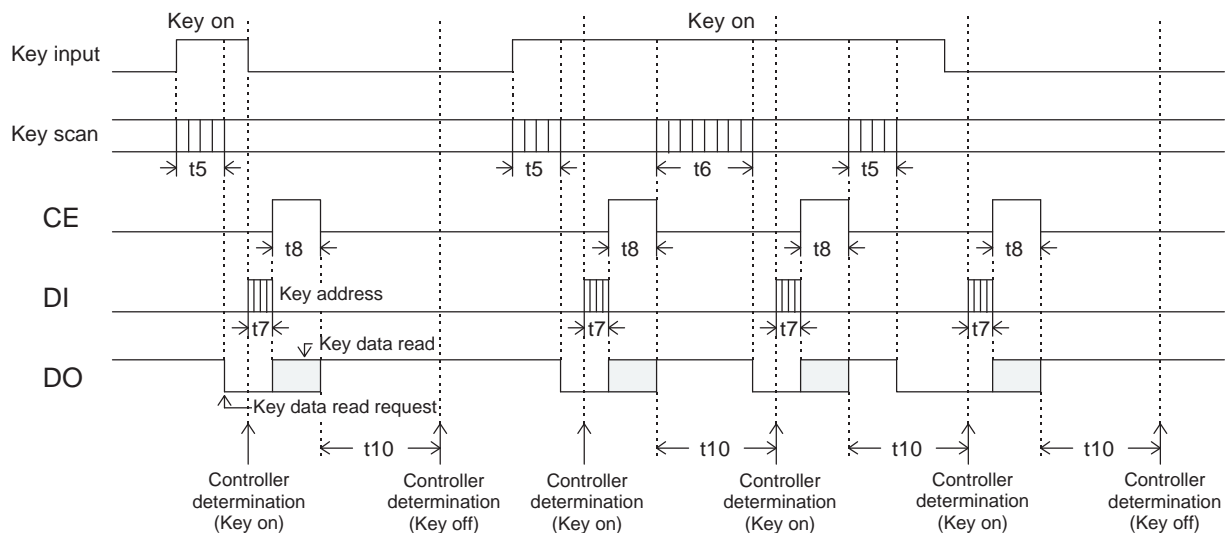 Key on
Key on
Key input
Key scan
t5
t5
t6
t5
CE
t8
t8
t8
t8
DI
Key address
t7
t7
t7
t7
Key data read
DO
Key data read request
t10
t10
t10
t10
Controller
determination
(Key on)
Controller
determination
(Key off)
Controller
determination
(Key on)
Controller
determination
(Key on)
Controller
determination
(Key on)
Controller
determination
(Key off)